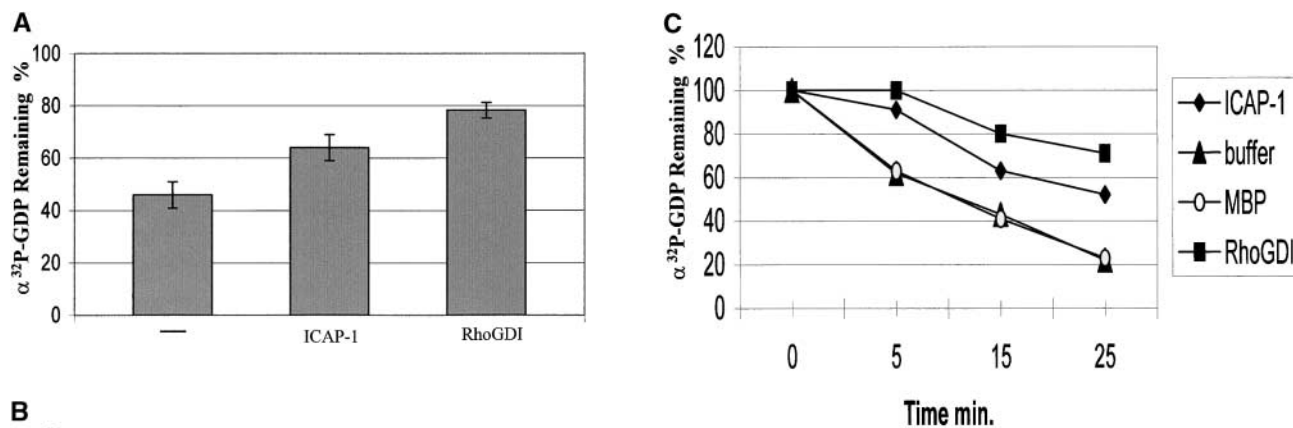 A
α ³²P-GDP Remaining %
100
80
60
40
20
0
—
ICAP-1
RhoGDI
B
C
α ³²P-GDP Remaining %
120
100
80
60
40
20
0
0
5
15
25
Time min.
ICAP-1
buffer
MBP
RhoGDI